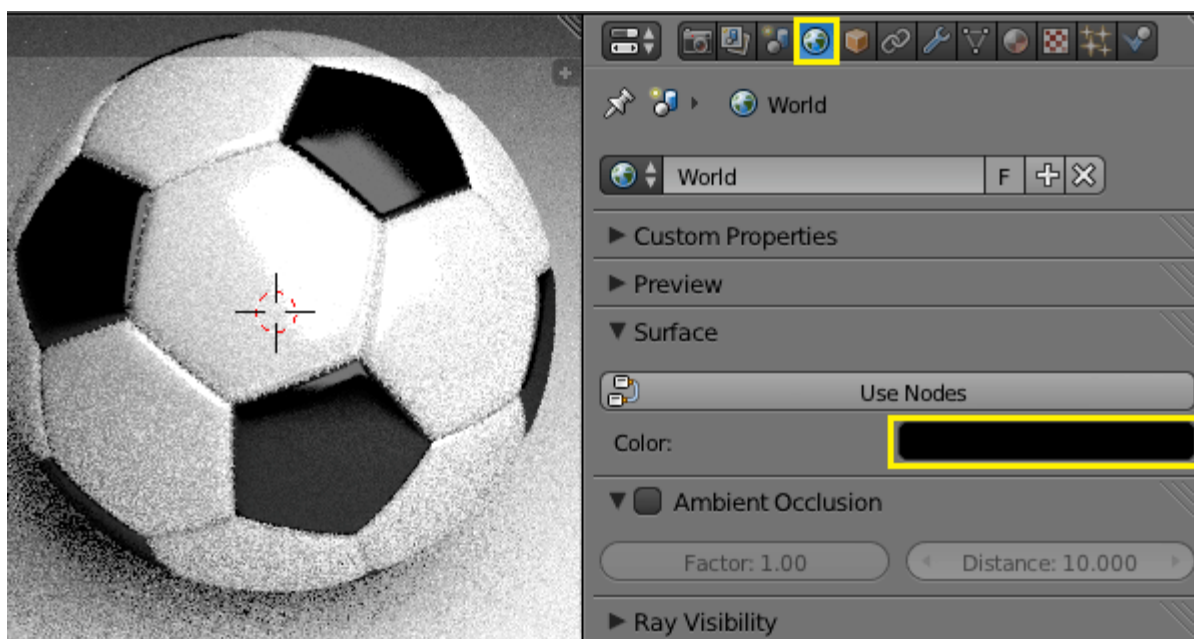 World
World
F
Custom Properties
Preview
Surface
Use Nodes
Color:
Ambient Occlusion
Factor: 1.00
Distance: 10.000
Ray Visibility